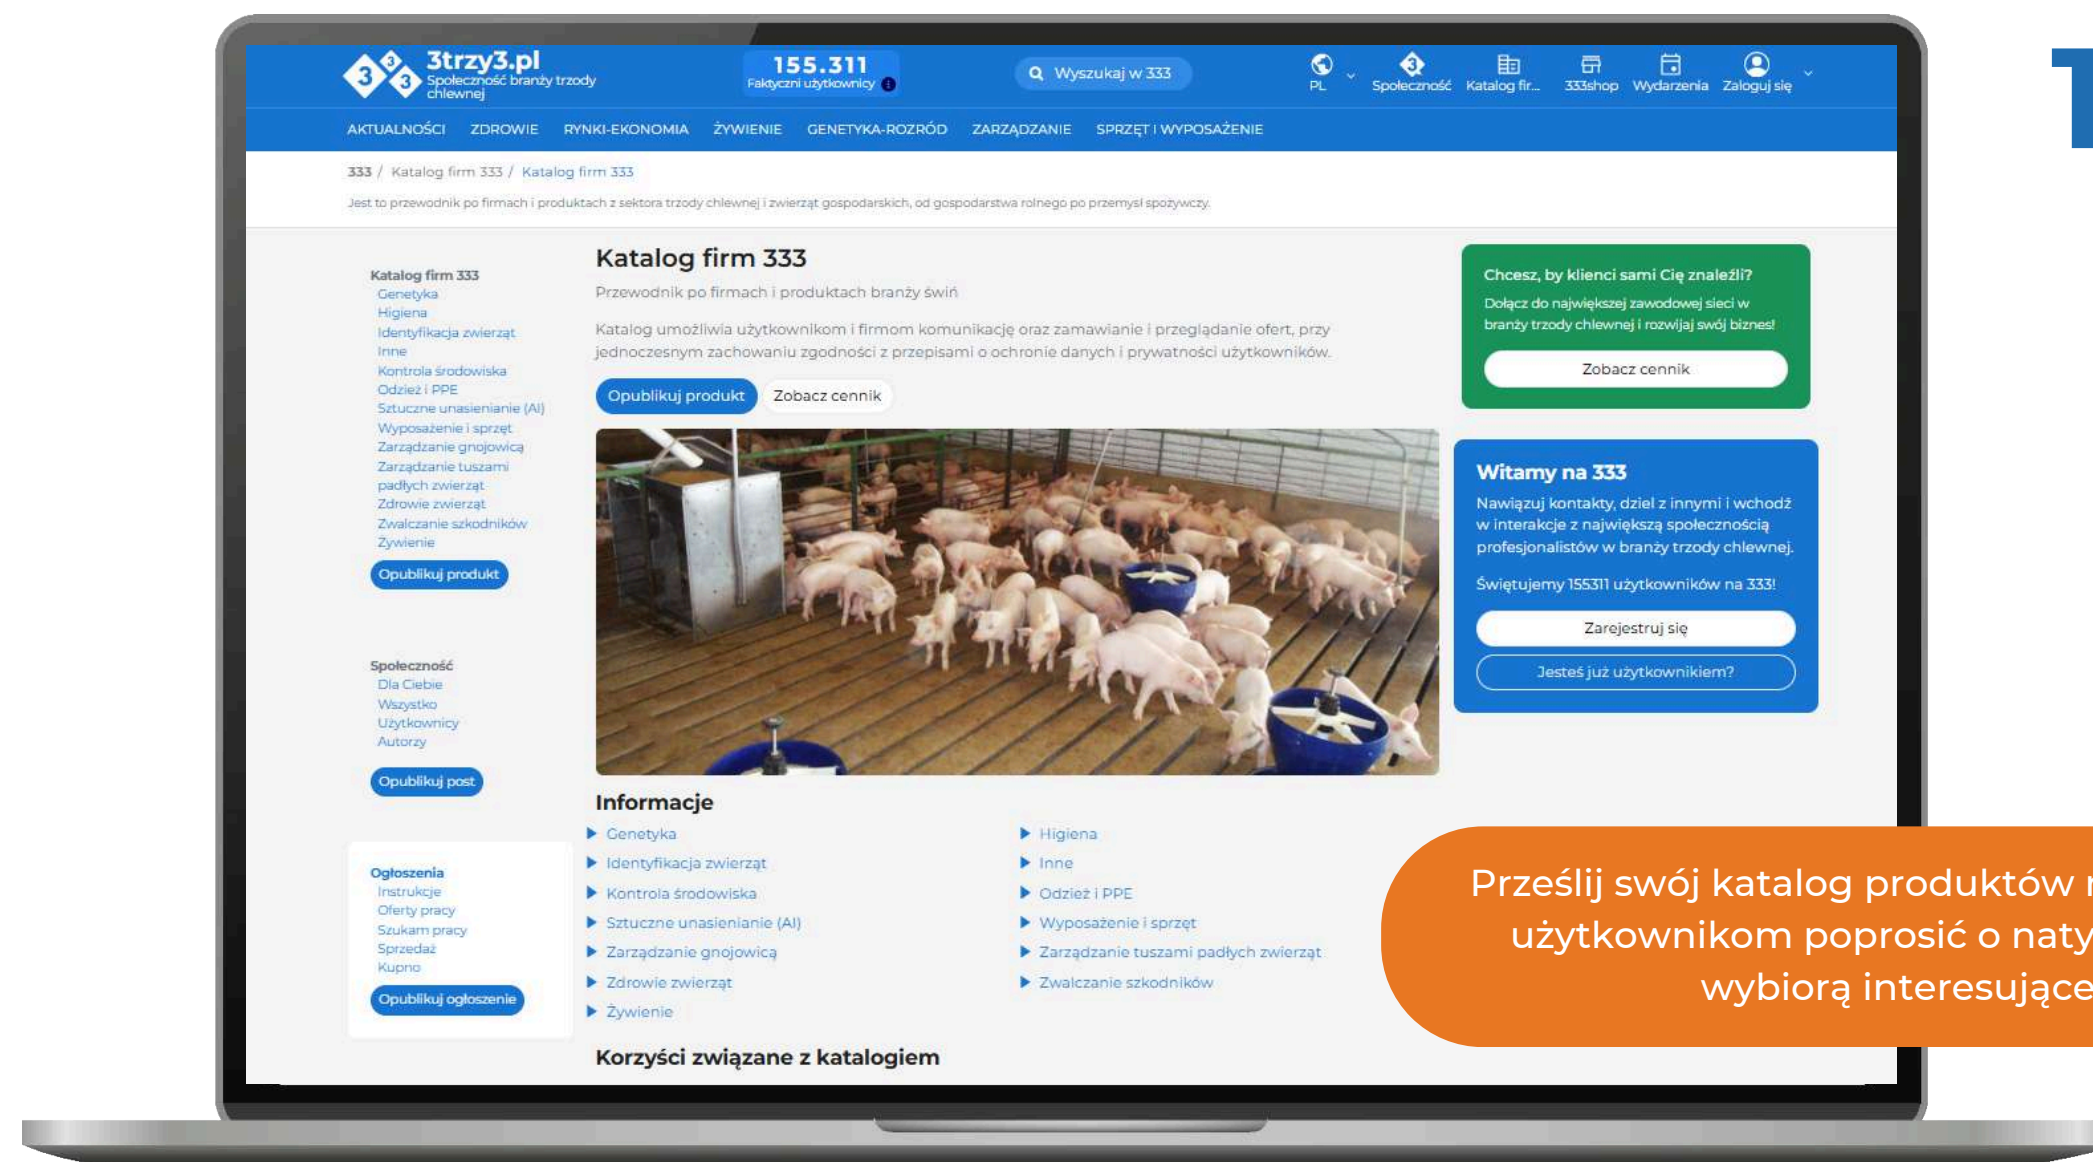 3trzy3.pl
Społeczność branży trzody
chlewnej
155.311
Faktyczni użytkownicy
Wyszukaj w 333
PL
Społeczność
Katalog fir...
333shop
Wydarzenia
Zaloguj się
AKTUALNOŚCI ZDROWIE RYNKI-EKONOMIA ŻYWIENIE GENETYKA-ROZRÓD ZARZĄDZANIE SPRZĘT I WYPOSAŻENIE
333 / Katalog firm 333 / Katalog firm 333
Jest to przewodnik po firmach i produktach z sektora trzody chlewnej i zwierząt gospodarskich, od gospodarstwa rolnego po przemysł spożywczy.
Katalog firm 333
Genetyka
Higiena
Identyfikacja zwierząt
Inne
Kontrola środowiska
Odzież i PPE
Sztuczne unasienianie (AI)
Wyposażenie i sprzęt
Zarządzanie gnojowicą
Zarządzanie tuszami
padłych zwierząt
Zdrowie zwierząt
Zwalczanie szkodników
Żywienie
Opublikuj produkt
Społeczność
Dla Ciebie
Wszystko
Użytkownicy
Autorzy
Opublikuj post
Ogłoszenia
Instrukcje
Oferty pracy
Szukam pracy
Sprzedaż
Kupno
Opublikuj ogłoszenie
Katalog firm 333
Przewodnik po firmach i produktach branży świń
Katalog umożliwia użytkownikom i firmom komunikację oraz zamawianie i przeglądanie ofert, przy
jednoczesnym zachowaniu zgodności z przepisami o ochronie danych i prywatności użytkowników.
Opublikuj produkt
Zobacz cennik
Informacje
Genetyka
Higiena
Identyfikacja zwierząt
Inne
Kontrola środowiska
Odzież i PPE
Sztuczne unasienianie (AI)
Wyposażenie i sprzęt
Zarządzanie gnojowicą
Zarządzanie tuszami padłych zwierząt
Zdrowie zwierząt
Zwalczanie szkodników
Żywienie
Korzyści związane z katalogiem
Chcesz, by klienci sami Cię znaleźli?
Dołącz do największej zawodowej sieci w
branży trzody chlewnej i rozwijaj swój biznes!
Zobacz cennik
Witamy na 333
Nawiązuj kontakty, dziel z innymi i wchodź
w interakcje z największą społecznością
profesjonalistów w branży trzody chlewnej.
Świętujemy 155311 użytkowników na 333!
Zarejestruj się
Jesteś już użytkownikiem?
Prześlij swój katalog produktów
użytkownikom poprosić o naty
wybiorą interesujące